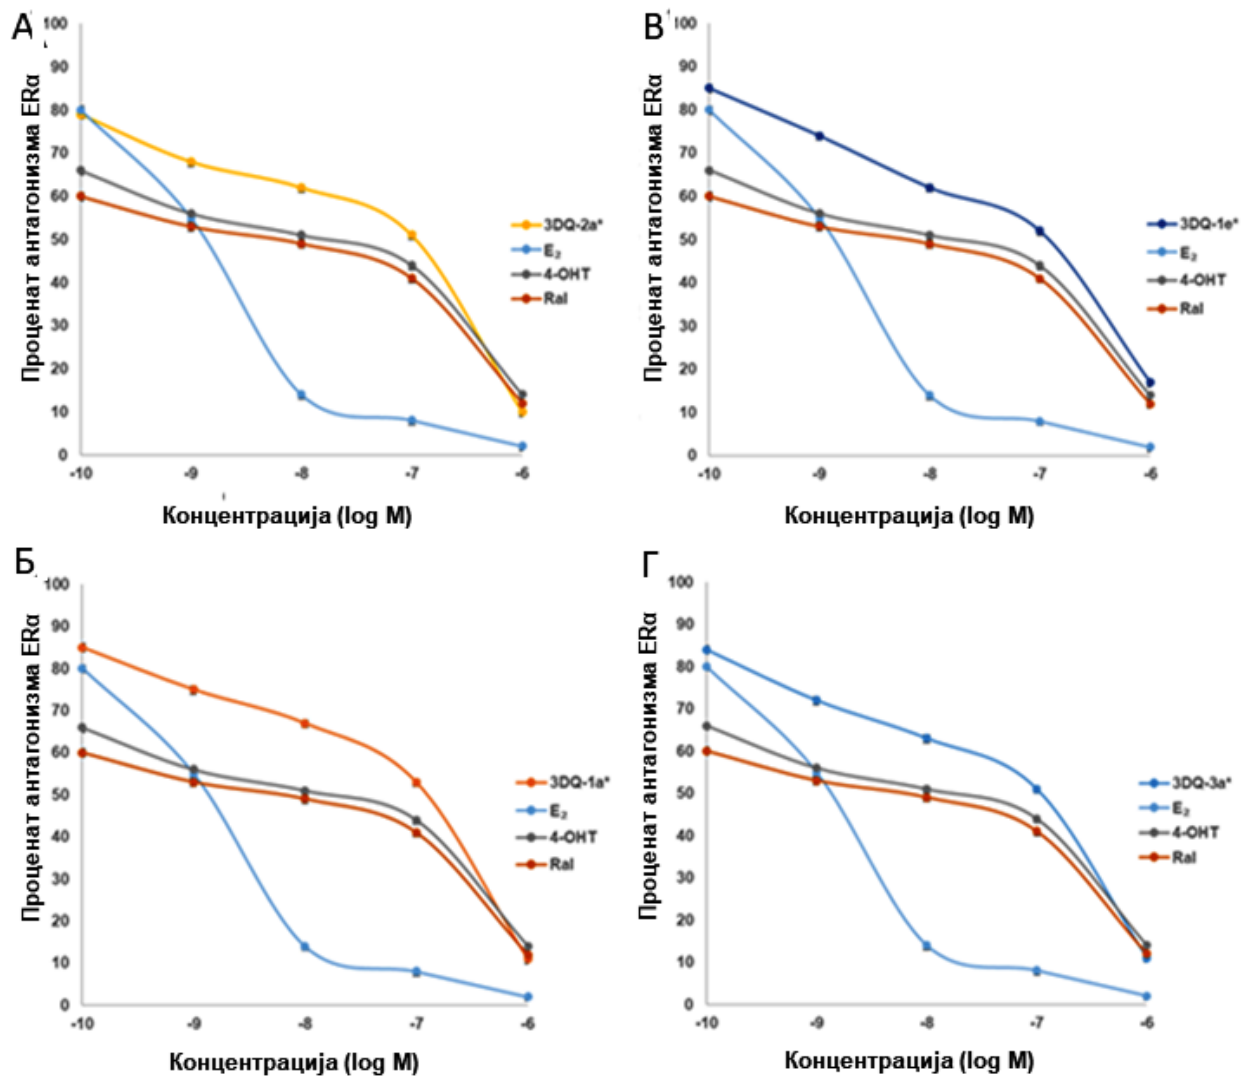 А
100
90
80
70
60
50
40
30
20
10
0
-10 -9 -8 -7 -6
Проценат антагонизма ERα
Концентрација (log M)
3DQ-2a*
E₂
4-OHT
Ral
В
100
90
80
70
60
50
40
30
20
10
0
-10 -9 -8 -7 -6
Проценат антагонизма ERα
Концентрација (log M)
3DQ-1e*
E₂
4-OHT
Ral
Б
100
90
80
70
60
50
40
30
20
10
0
-10 -9 -8 -7 -6
Проценат антагонизма ERα
Концентрација (log M)
3DQ-1a*
E₂
4-OHT
Ral
Г
100
90
80
70
60
50
40
30
20
10
0
-10 -9 -8 -7 -6
Проценат антагонизма ERα
Концентрација (log M)
3DQ-3a*
E₂
4-OHT
Ral